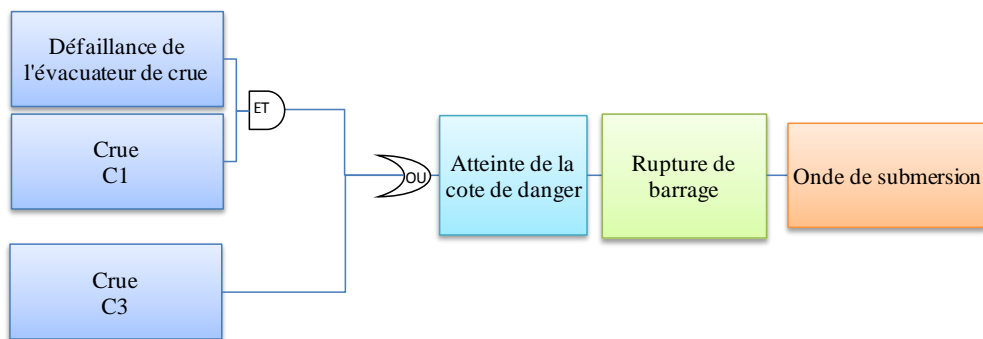 Défaillance de
l'évacuateur de crue
ET
Crue
C1
OU
Atteinte de la
cote de danger
Rupture de
barrage
Onde de submersion
Crue
C3